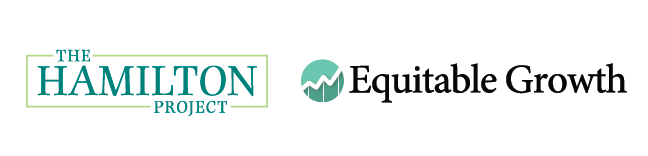 THE
HAMILTON
PROJECT
Equitable Growth